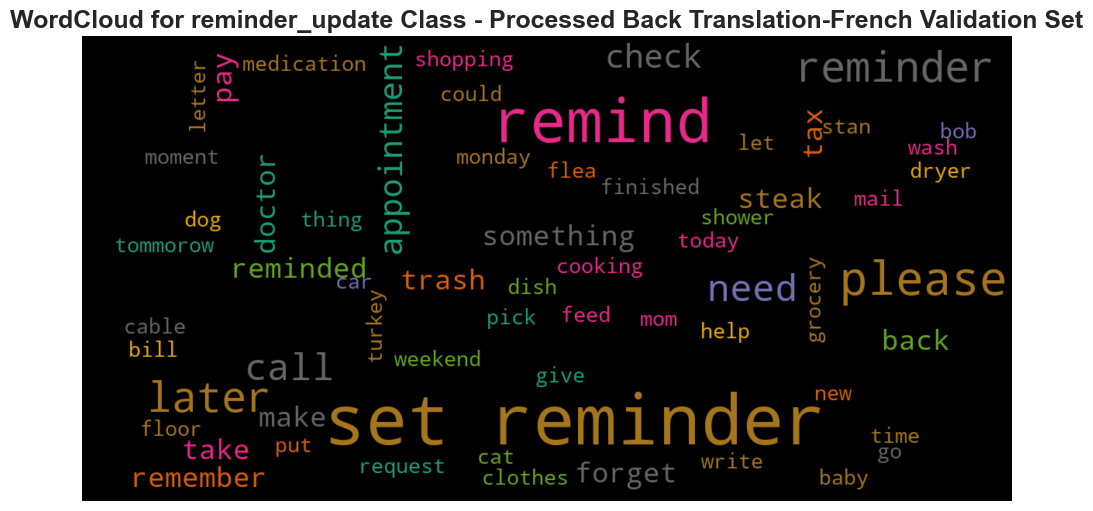 WordCloud for reminder_update Class - Processed Back Translation-French Validation Set
letter
pay
medication
appointment
shopping
check
reminder
could
remind
tax
stan
bob
let
wash
moment
monday
flea
dryer
finished
doctor
steak
mail
dog
thing
shower
something
today
tommorow
reminded
cooking
car
trash
dish
need
please
grocery
turkey
pick
feed
mom
help
cable
bill
back
weekend
call
give
later
make
set reminder
new
floor
take
put
time
go
remember
request
cat
clothes
forget
write
baby